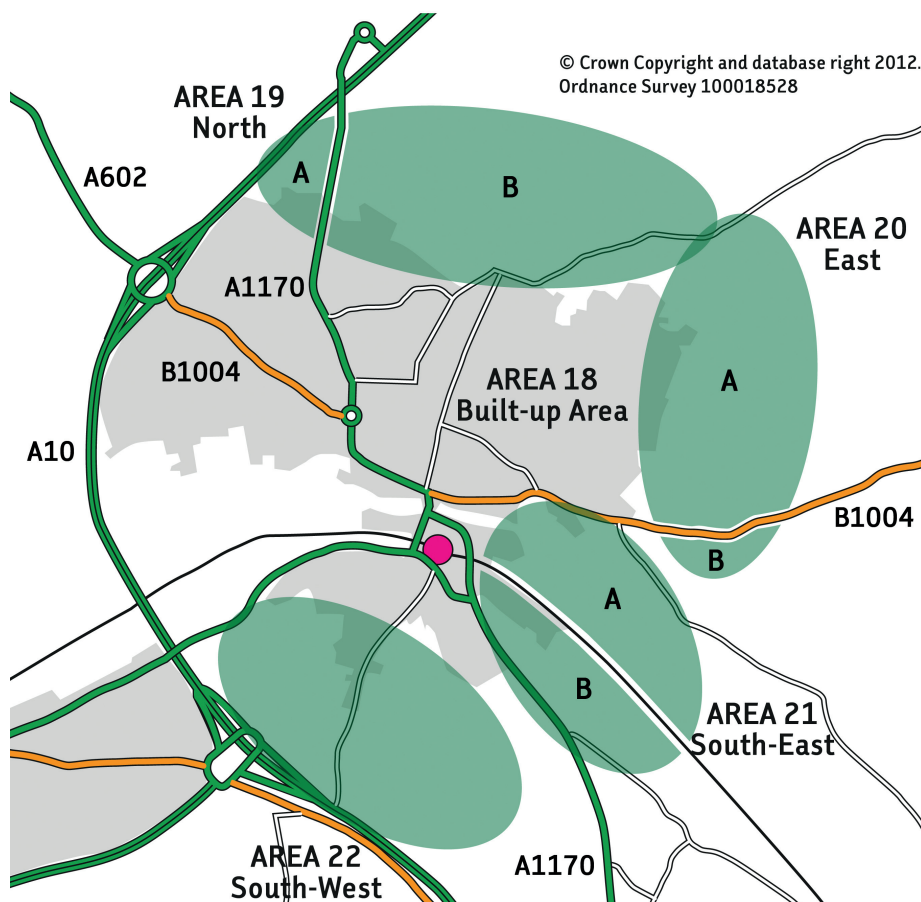 © Crown Copyright and database right 2012.
Ordnance Survey 100018528
AREA 19
North
A602
A
B
AREA 20
East
A1170
B1004
AREA 18
Built-up Area
A
A10
B1004
B
A
B
AREA 21
South-East
AREA 22
South-West
A1170